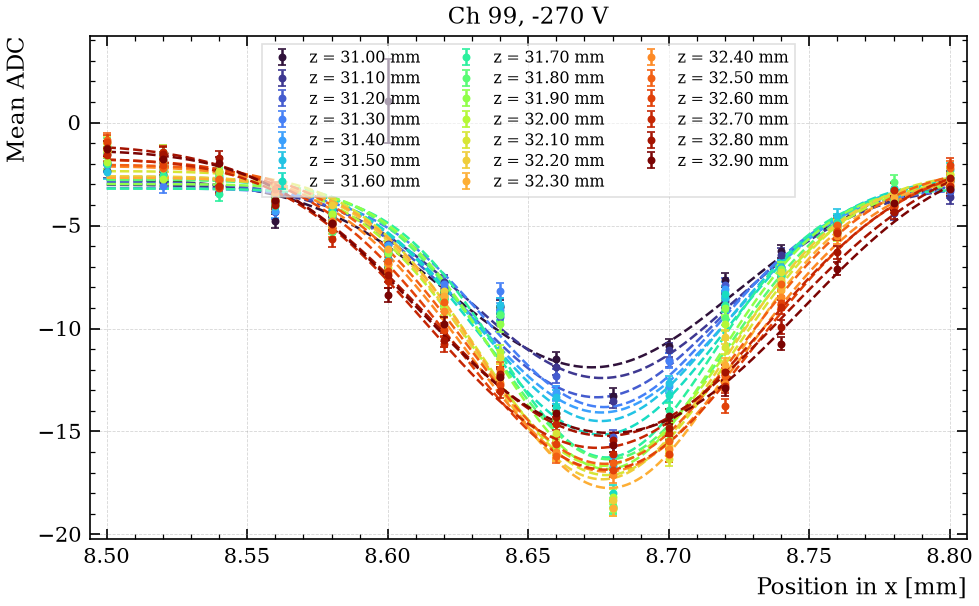 Ch 99, -270 V
Mean ADC
z = 31.00 mm
z = 31.10 mm
z = 31.20 mm
z = 31.30 mm
z = 31.40 mm
z = 31.50 mm
z = 31.60 mm
z = 31.70 mm
z = 31.80 mm
z = 31.90 mm
z = 32.00 mm
z = 32.10 mm
z = 32.20 mm
z = 32.30 mm
z = 32.40 mm
z = 32.50 mm
z = 32.60 mm
z = 32.70 mm
z = 32.80 mm
z = 32.90 mm
0
−5
−10
−15
−20
8.50 8.55 8.60 8.65 8.70 8.75 8.80
Position in x [mm]